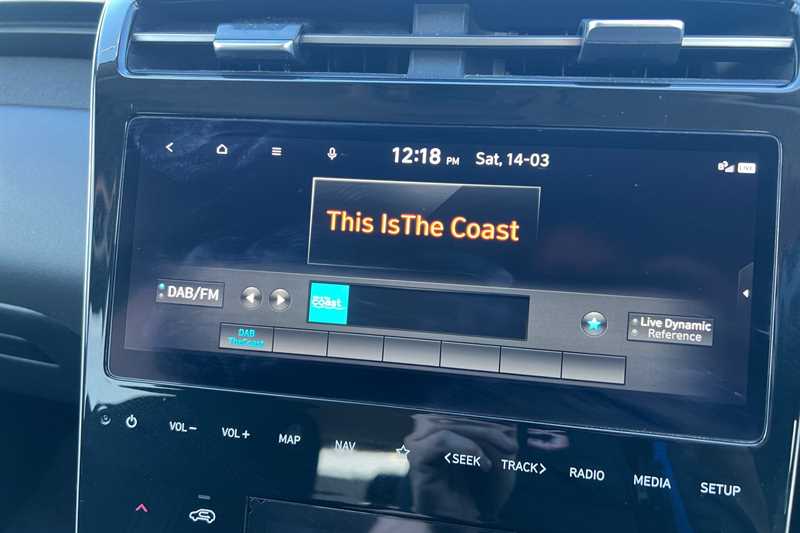 12:18 PM Sat, 14-03
LIVE
This IsThe Coast
DAB/FM
coast
Live Dynamic
Reference
DAB
TheCoast
VOL− VOL+ MAP NAV <SEEK TRACK> RADIO MEDIA SETUP